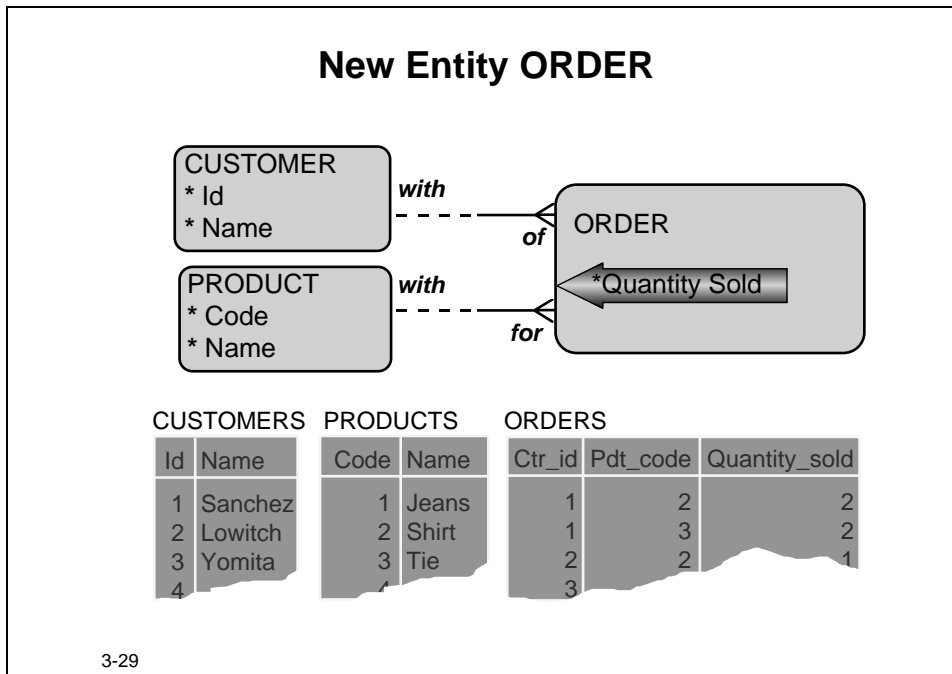 New Entity ORDER
CUSTOMER
* Id
* Name
with
of
PRODUCT
* Code
* Name
with
for
ORDER
*Quantity Sold
CUSTOMERS PRODUCTS ORDERS
Id Name Code Name Ctr_id Pdt_code Quantity_sold
1 Sanchez 1 Jeans 1 2 2
2 Lowitch 2 Shirt 1 3 2
3 Yomita 3 Tie 2 2 1
4 4 3
3-29